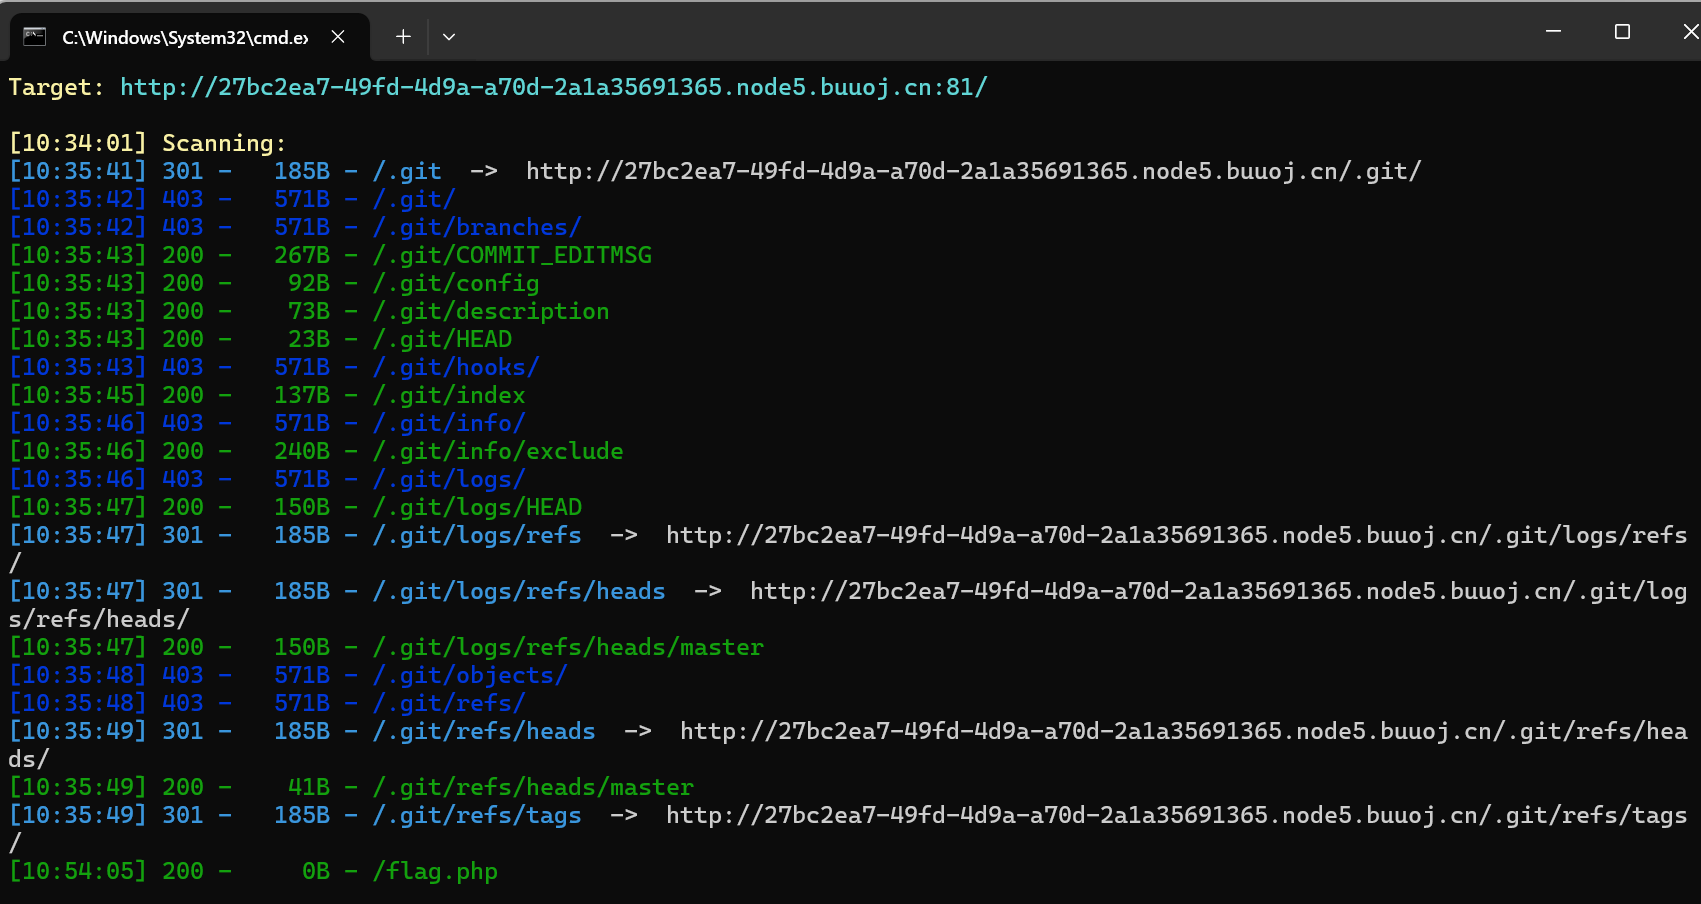 C:\Windows\System32\cmd.ex
Target: http://27bc2ea7-49fd-4d9a-a70d-2a1a35691365.node5.buuoj.cn:81/
[10:34:01] Scanning:
[10:35:41] 301 -   185B - /.git  ->  http://27bc2ea7-49fd-4d9a-a70d-2a1a35691365.node5.buuoj.cn/.git/
[10:35:42] 403 -   571B - /.git/
[10:35:42] 403 -   571B - /.git/branches/
[10:35:43] 200 -   267B - /.git/COMMIT_EDITMSG
[10:35:43] 200 -    92B - /.git/config
[10:35:43] 200 -    73B - /.git/description
[10:35:43] 200 -    23B - /.git/HEAD
[10:35:43] 403 -   571B - /.git/hooks/
[10:35:45] 200 -   137B - /.git/index
[10:35:46] 403 -   571B - /.git/info/
[10:35:46] 200 -   240B - /.git/info/exclude
[10:35:46] 403 -   571B - /.git/logs/
[10:35:47] 200 -   150B - /.git/logs/HEAD
[10:35:47] 301 -   185B - /.git/logs/refs  ->  http://27bc2ea7-49fd-4d9a-a70d-2a1a35691365.node5.buuoj.cn/.git/logs/refs
/
[10:35:47] 301 -   185B - /.git/logs/refs/heads  ->  http://27bc2ea7-49fd-4d9a-a70d-2a1a35691365.node5.buuoj.cn/.git/log
s/refs/heads/
[10:35:47] 200 -   150B - /.git/logs/refs/heads/master
[10:35:48] 403 -   571B - /.git/objects/
[10:35:48] 403 -   571B - /.git/refs/
[10:35:49] 301 -   185B - /.git/refs/heads  ->  http://27bc2ea7-49fd-4d9a-a70d-2a1a35691365.node5.buuoj.cn/.git/refs/hea
ds/
[10:35:49] 200 -    41B - /.git/refs/heads/master
[10:35:49] 301 -   185B - /.git/refs/tags  ->  http://27bc2ea7-49fd-4d9a-a70d-2a1a35691365.node5.buuoj.cn/.git/refs/tags
/
[10:54:05] 200 -     0B - /flag.php